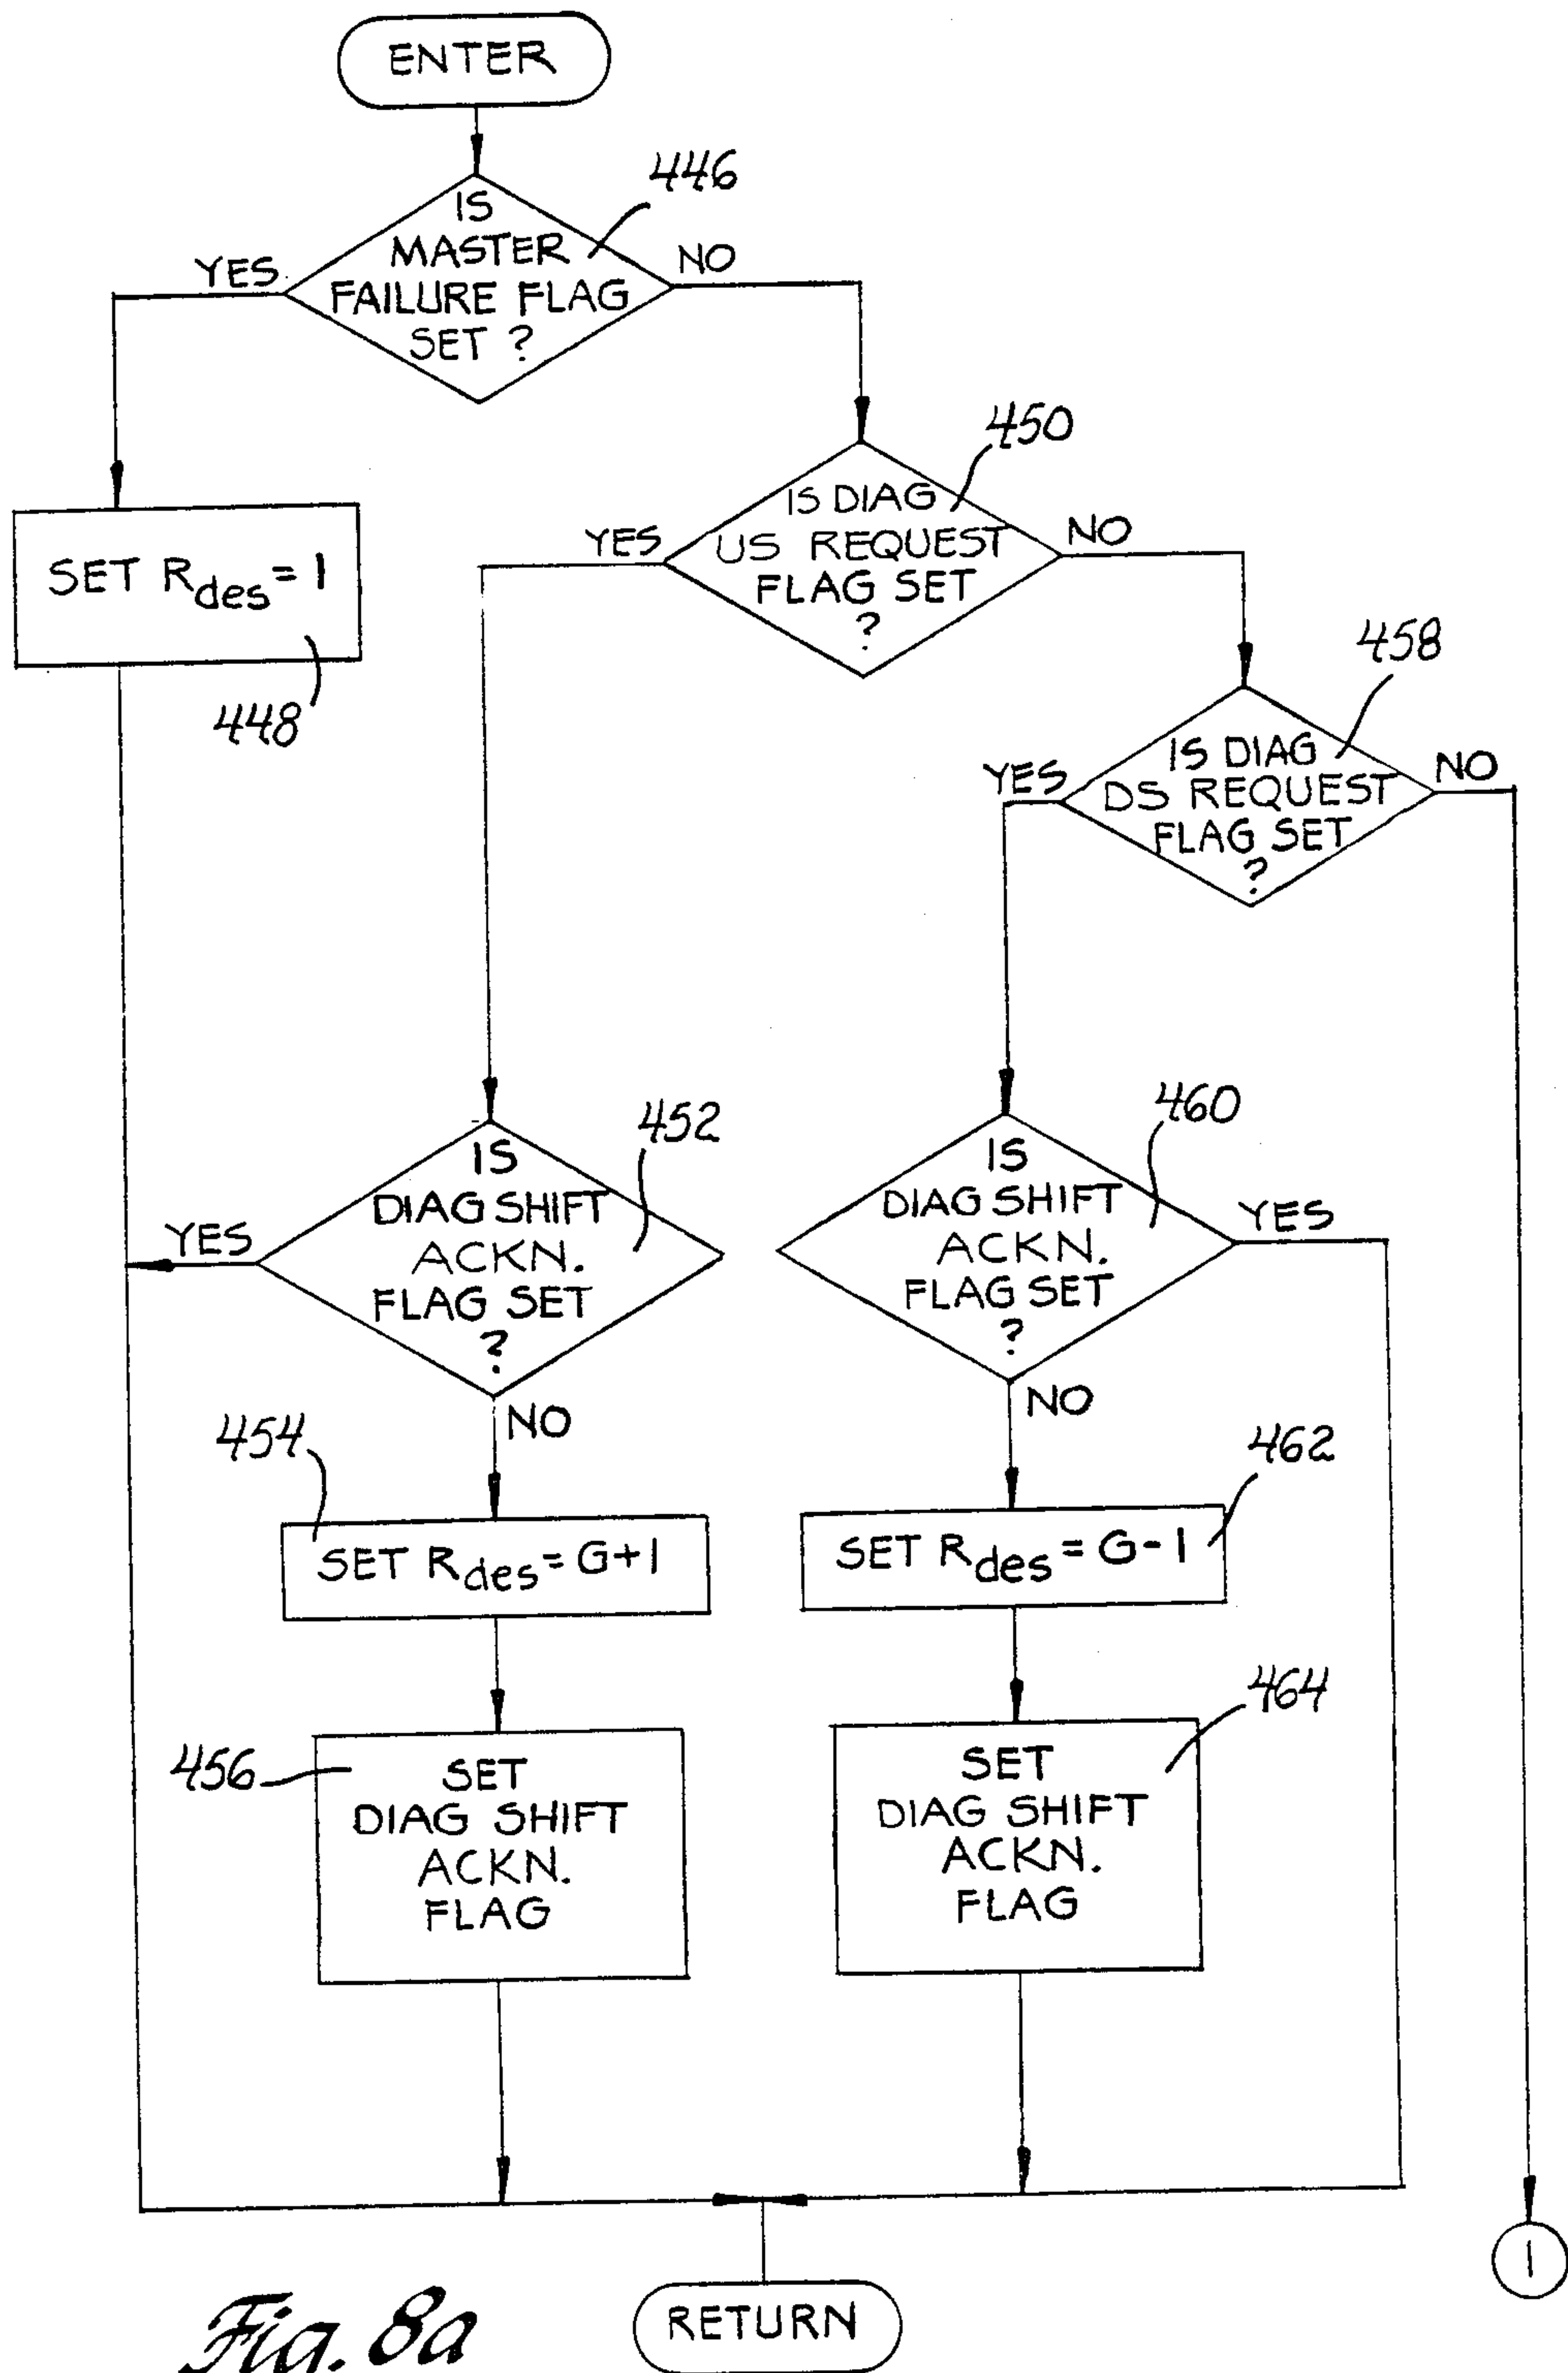 ENTER
446
IS
MASTER
FAILURE FLAG
SET ?
YES
NO
450
IS DIAG
US REQUEST
FLAG SET
?
YES
NO
SET Rdes = 1
448
458
IS DIAG
DS REQUEST
FLAG SET
?
YES
NO
452
IS
DIAG SHIFT
ACKN.
FLAG SET
?
YES
NO
460
IS
DIAG SHIFT
ACKN.
FLAG SET
?
YES
NO
454
SET Rdes = G+1
462
SET Rdes = G-1
456
SET
DIAG SHIFT
ACKN.
FLAG
464
SET
DIAG SHIFT
ACKN.
FLAG
1
RETURN
Fig. 8a